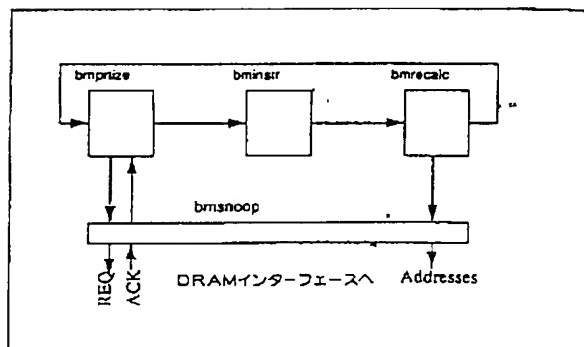 bmprtize
bminstr
bmrecalc
bmsnoop
REQ
ACK
DRAMインターフェースへ
Addresses